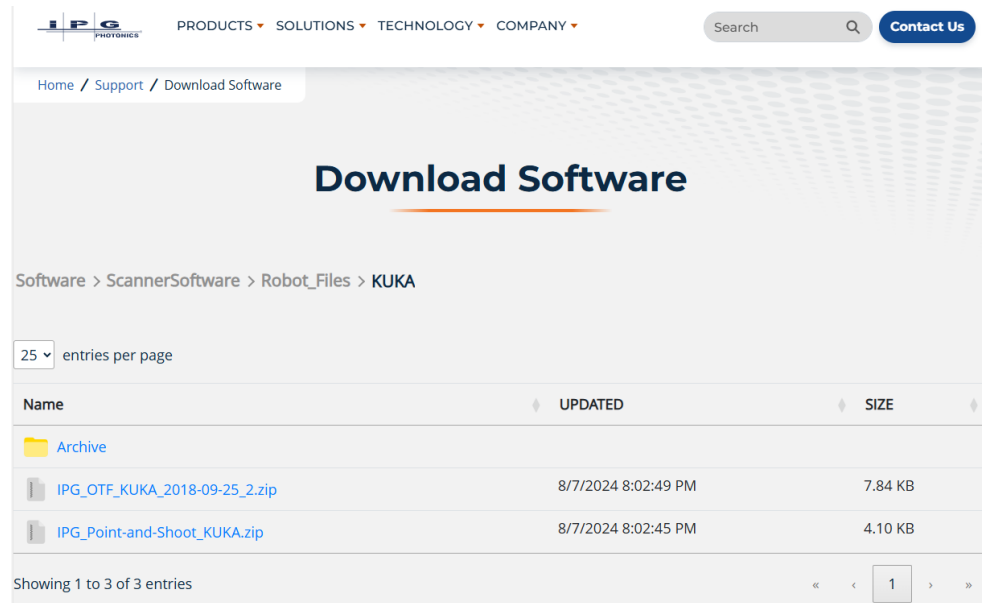 IPG
PHOTONICS
PRODUCTS SOLUTIONS TECHNOLOGY COMPANY Search Contact Us
Home / Support / Download Software
Download Software
Software > ScannerSoftware > Robot_Files > KUKA
25 entries per page
Name UPDATED SIZE
Archive
IPG_OTF_KUKA_2018-09-25_2.zip 8/7/2024 8:02:49 PM 7.84 KB
IPG_Point-and-Shoot_KUKA.zip 8/7/2024 8:02:45 PM 4.10 KB
Showing 1 to 3 of 3 entries « ‹ 1 › »